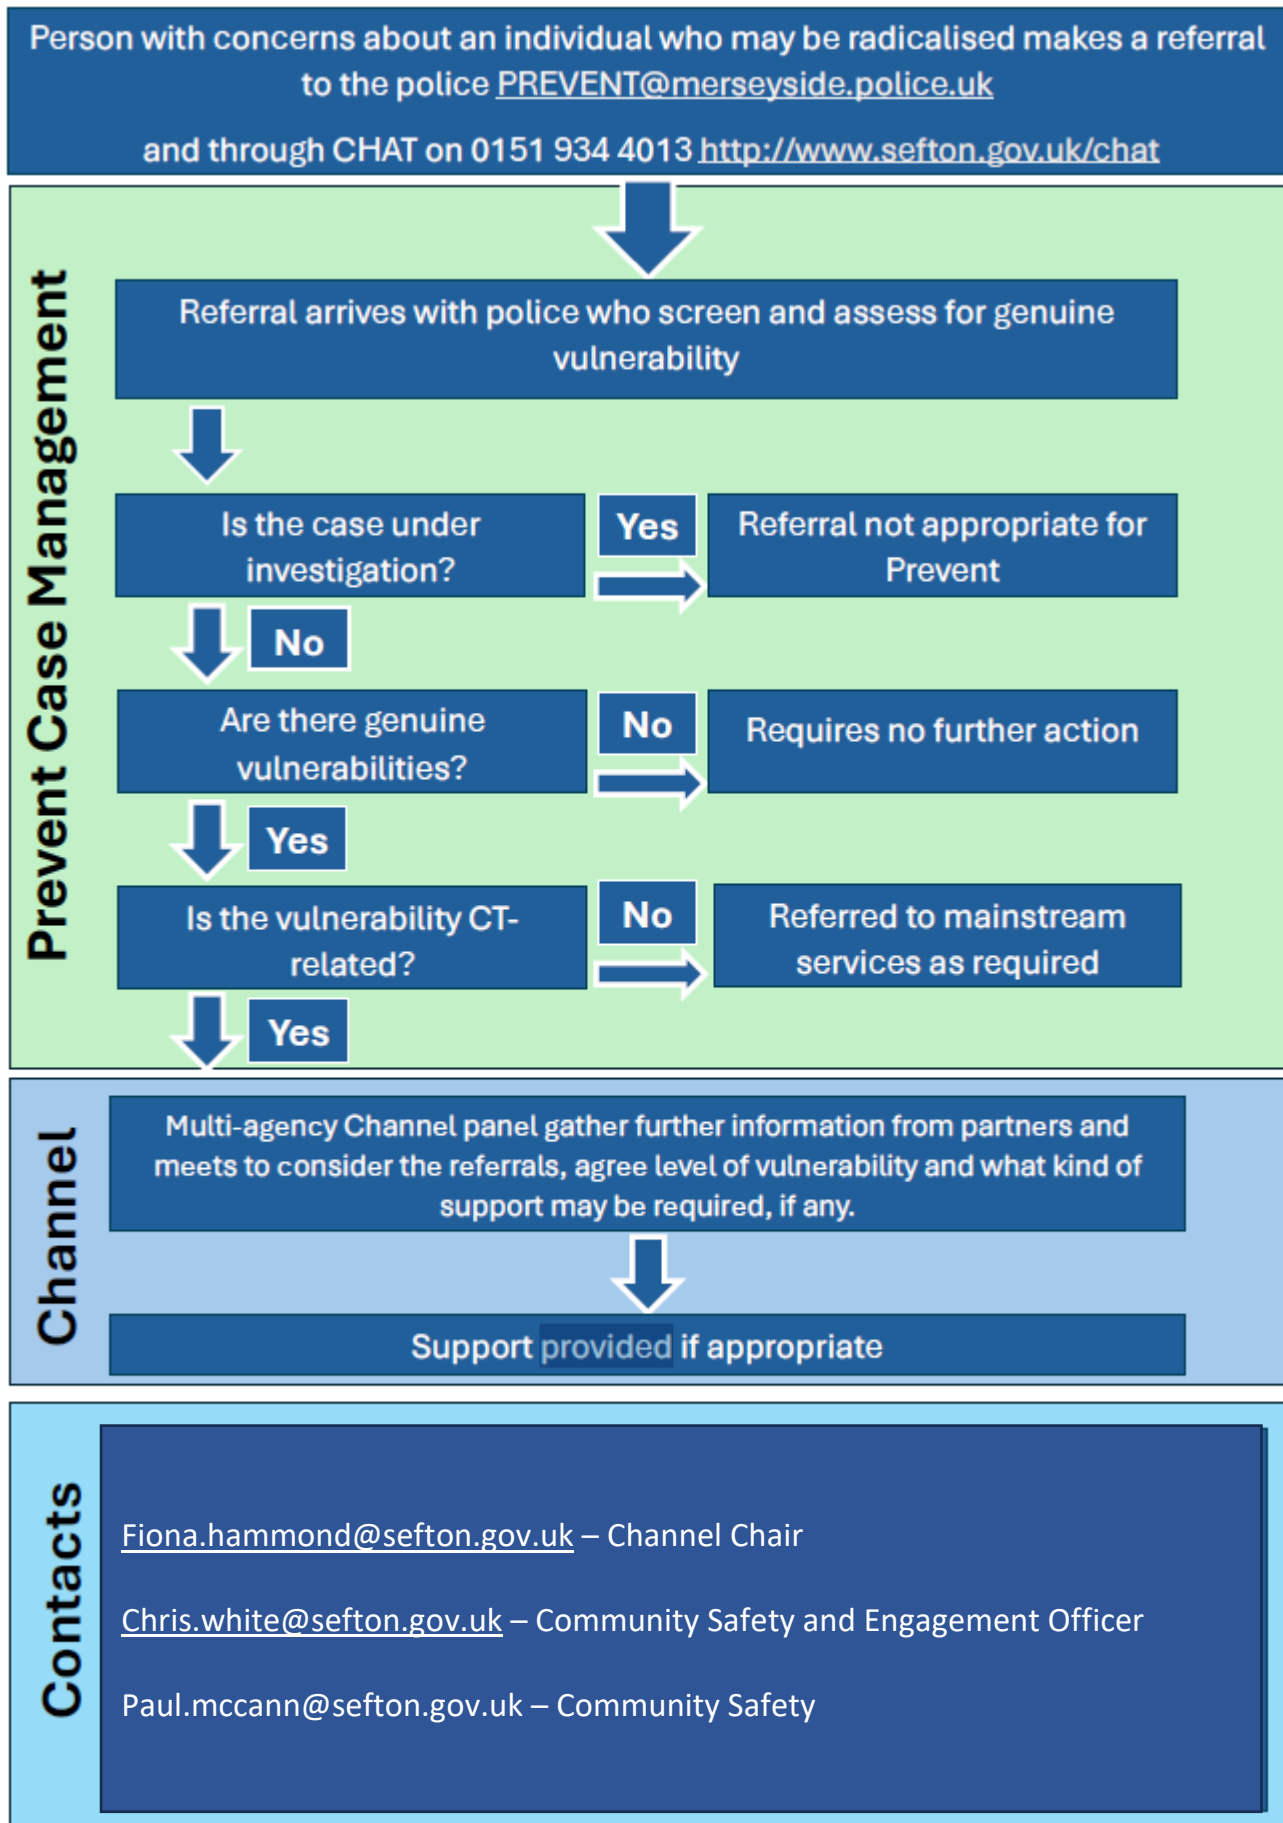 Person with concerns about an individual who may be radicalised makes a referral
to the police PREVENT@merseyside.police.uk
and through CHAT on 0151 934 4013 http://www.sefton.gov.uk/chat
Prevent Case Management
Referral arrives with police who screen and assess for genuine
vulnerability
Is the case under
investigation?
Yes
Referral not appropriate for
Prevent
No
Are there genuine
vulnerabilities?
No
Requires no further action
Yes
Is the vulnerability CT-
related?
No
Referred to mainstream
services as required
Yes
Channel
Multi-agency Channel panel gather further information from partners and
meets to consider the referrals, agree level of vulnerability and what kind of
support may be required, if any.
Support provided if appropriate
Contacts
Fiona.hammond@sefton.gov.uk – Channel Chair
Chris.white@sefton.gov.uk – Community Safety and Engagement Officer
Paul.mccann@sefton.gov.uk – Community Safety